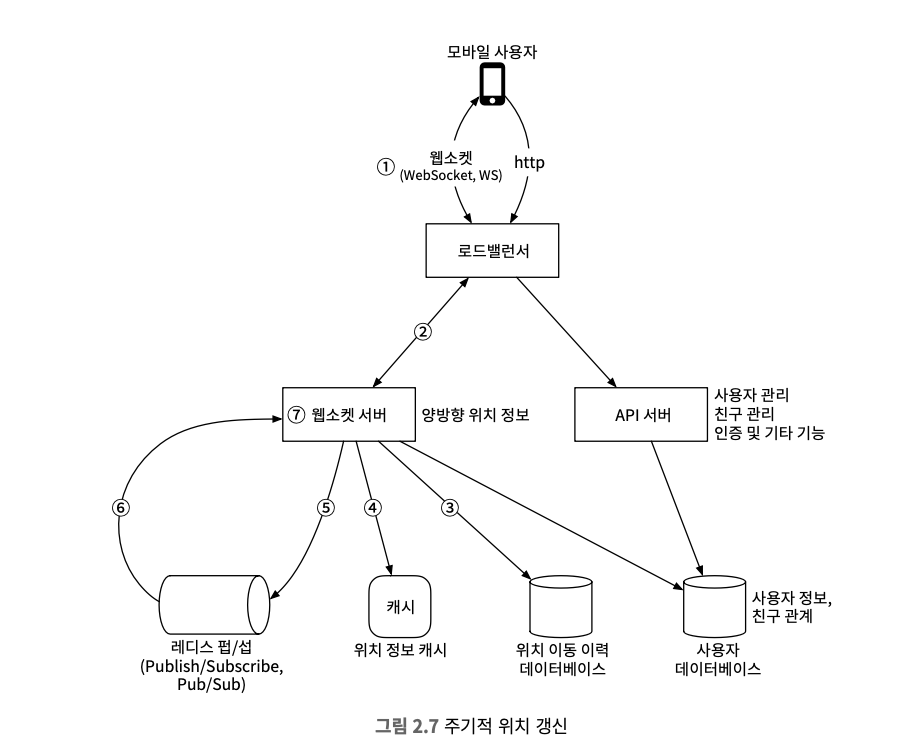 모바일 사용자
①
웹소켓
(WebSocket, WS)
http
로드밸런서
②
⑦ 웹소켓 서버
양방향 위치 정보
API 서버
사용자 관리
친구 관리
인증 및 기타 기능
⑥
⑤
④
③
캐시
사용자 정보,
친구 관계
레디스 펍/섭
(Publish/Subscribe,
Pub/Sub)
위치 정보 캐시
위치 이동 이력
데이터베이스
사용자
데이터베이스
그림 2.7 주기적 위치 갱신